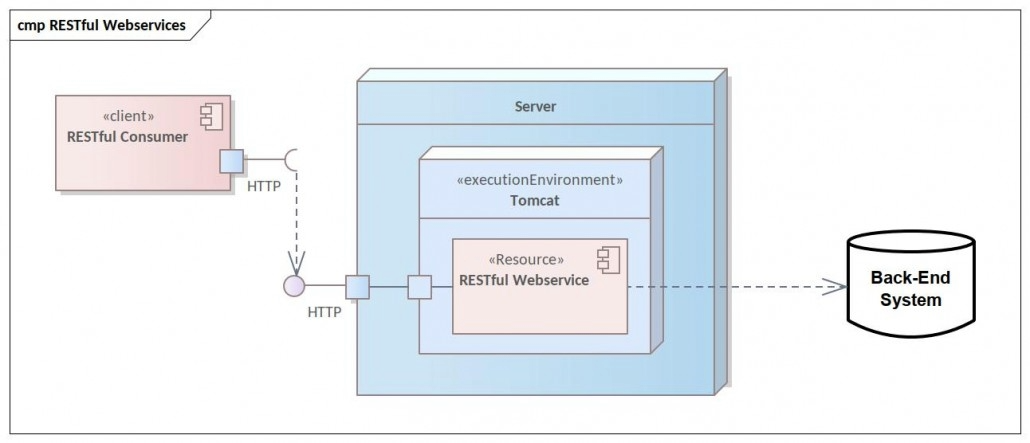 cmp RESTful Webservices
«client»
RESTful Consumer
HTTP
HTTP
Server
«executionEnvironment»
Tomcat
«Resource»
RESTful Webservice
Back-End
System